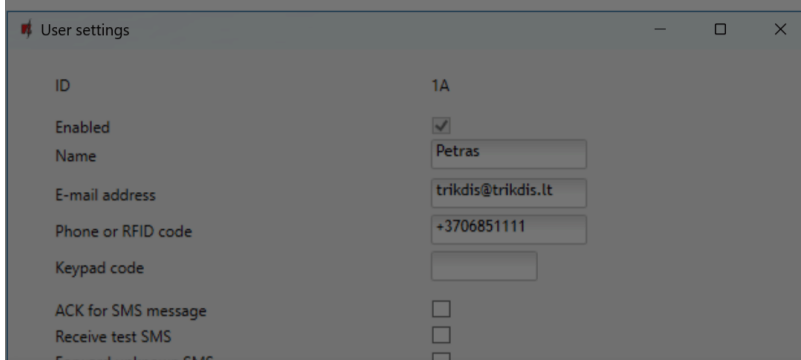 User settings
ID 1A
Enabled
Name Petras
E-mail address trikdis@trikdis.lt
Phone or RFID code +3706851111
Keypad code
ACK for SMS message
Receive test SMS